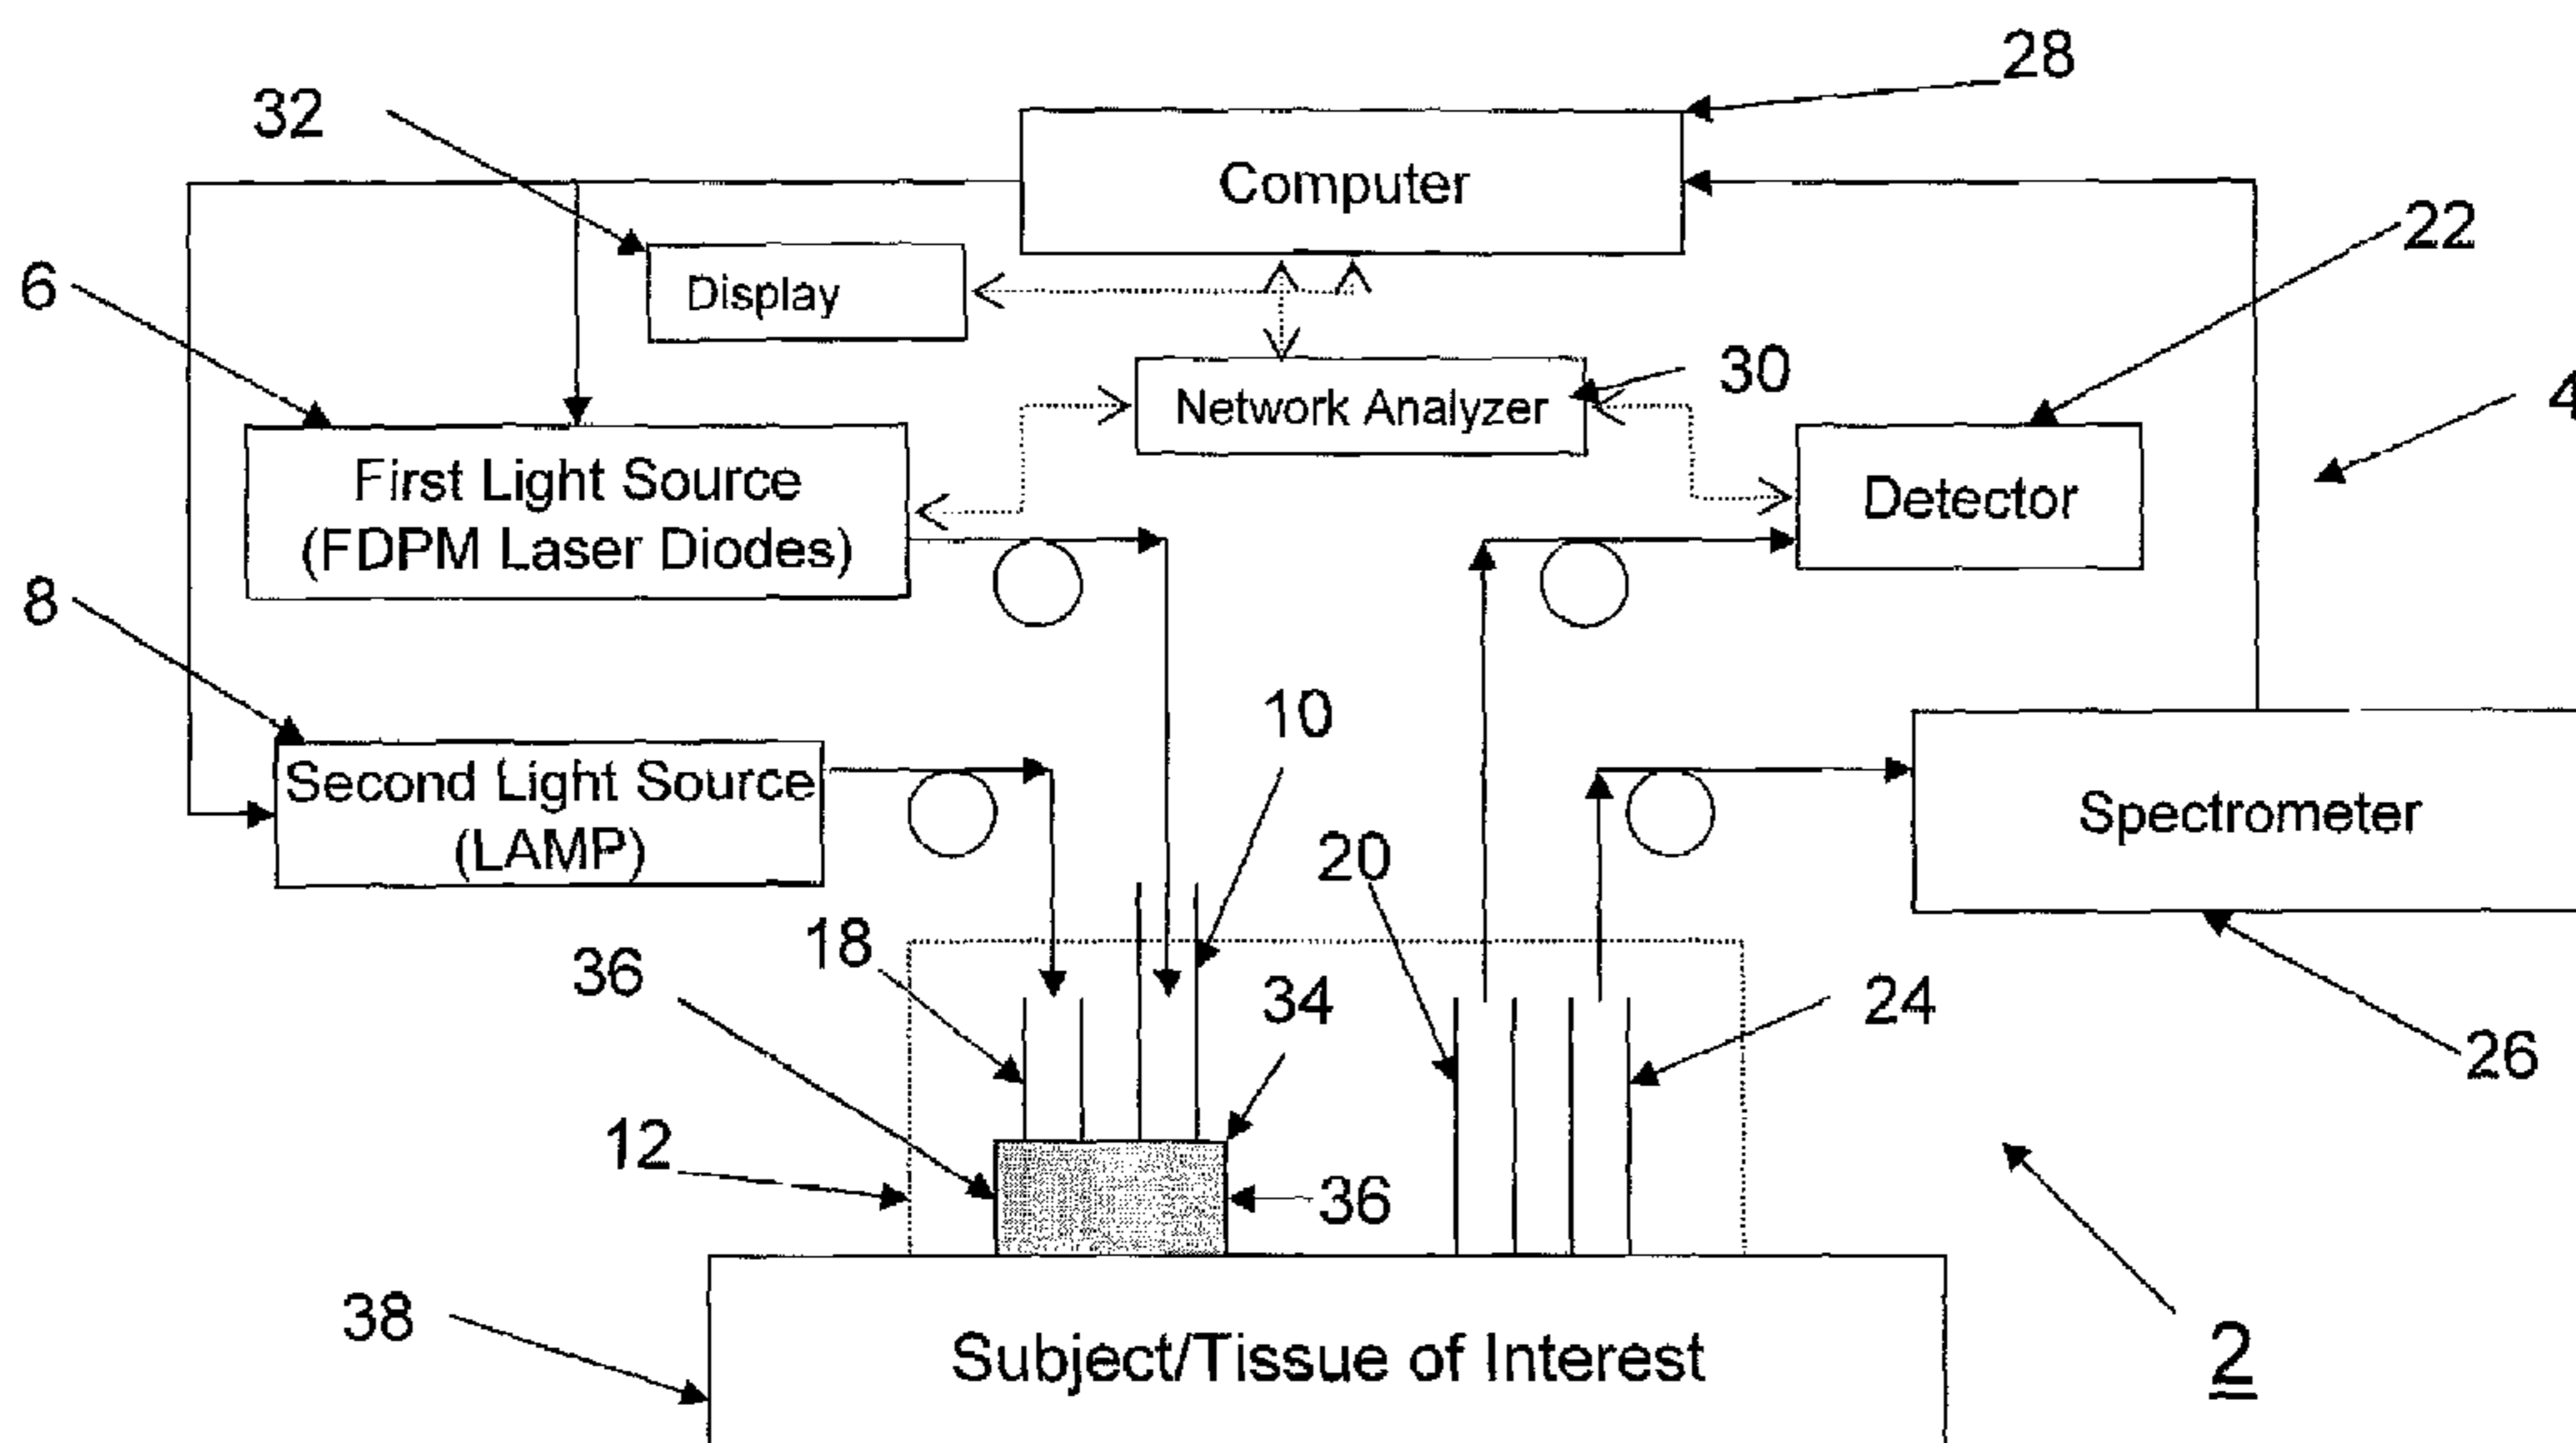 28
32
Computer
22
6
Display
30
4
Network Analyzer
First Light Source
(FDPM Laser Diodes)
Detector
8
10
Second Light Source
(LAMP)
Spectrometer
20
18
36
34
24
26
12
36
38
Subject/Tissue of Interest
2